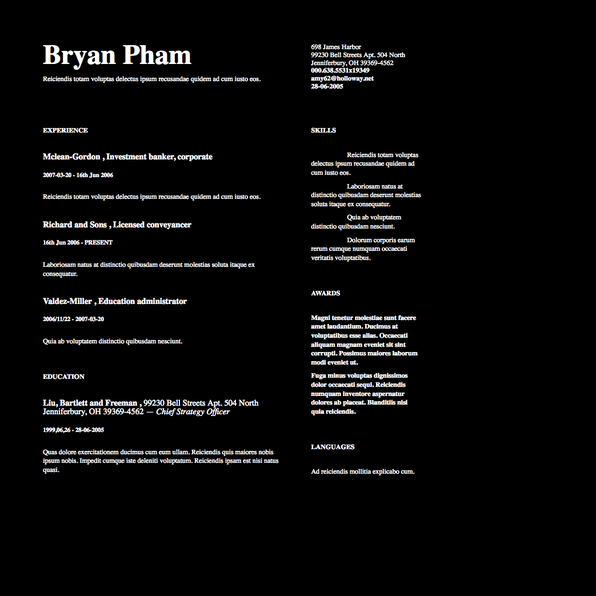 Bryan Pham
Reiciendis totam voluptas delectus ipsum recusandae quidem ad cum iusto eos.
698 James Harbor
99230 Bell Streets Apt. 504 North
Jenniferbury, OH 39369-4562
000.638.5531x19349
amy62@holloway.net
28-06-2005
EXPERIENCE
Mclean-Gordon , Investment banker, corporate
2007-03-20 - 16th Jun 2006
Reiciendis totam voluptas delectus ipsum recusandae quidem ad cum iusto eos.
Richard and Sons , Licensed conveyancer
16th Jun 2006 - PRESENT
Laboriosam natus at distinctio quibusdam deserunt molestias soluta itaque ex
consequatur.
Valdez-Miller , Education administrator
2006/11/22 - 2007-03-20
Quia ab voluptatem distinctio quibusdam nesciunt.
EDUCATION
Liu, Bartlett and Freeman , 99230 Bell Streets Apt. 504 North
Jenniferbury, OH 39369-4562 — Chief Strategy Officer
1999,06,26 - 28-06-2005
Quas dolore exercitationem ducimus cum eum ullam. Reiciendis quis maiores nobis
ipsum nobis. Impedit cumque iste deleniti voluptatum. Reiciendis ipsam est nisi natus
quasi.
SKILLS
Reiciendis totam voluptas
delectus ipsum recusandae quidem ad
cum iusto eos.
Laboriosam natus at
distinctio quibusdam deserunt molestias
soluta itaque ex consequatur.
Quia ab voluptatem
distinctio quibusdam nesciunt.
Dolorum corporis earum
rerum cumque numquam occaecati
veritatis voluptatibus.
AWARDS
Magni tenetur molestiae sunt facere
amet laudantium. Ducimus at
voluptatibus esse alias. Occaecati
aliquam magnam eveniet sit sint
corrupti. Possimus maiores laborum
modi eveniet ut.
Fuga minus voluptas dignissimos
dolor occaecati sequi. Reiciendis
numquam inventore aspernatur
dolores ab placeat. Blanditiis nisi
quia reiciendis.
LANGUAGES
Ad reiciendis mollitia explicabo cum.